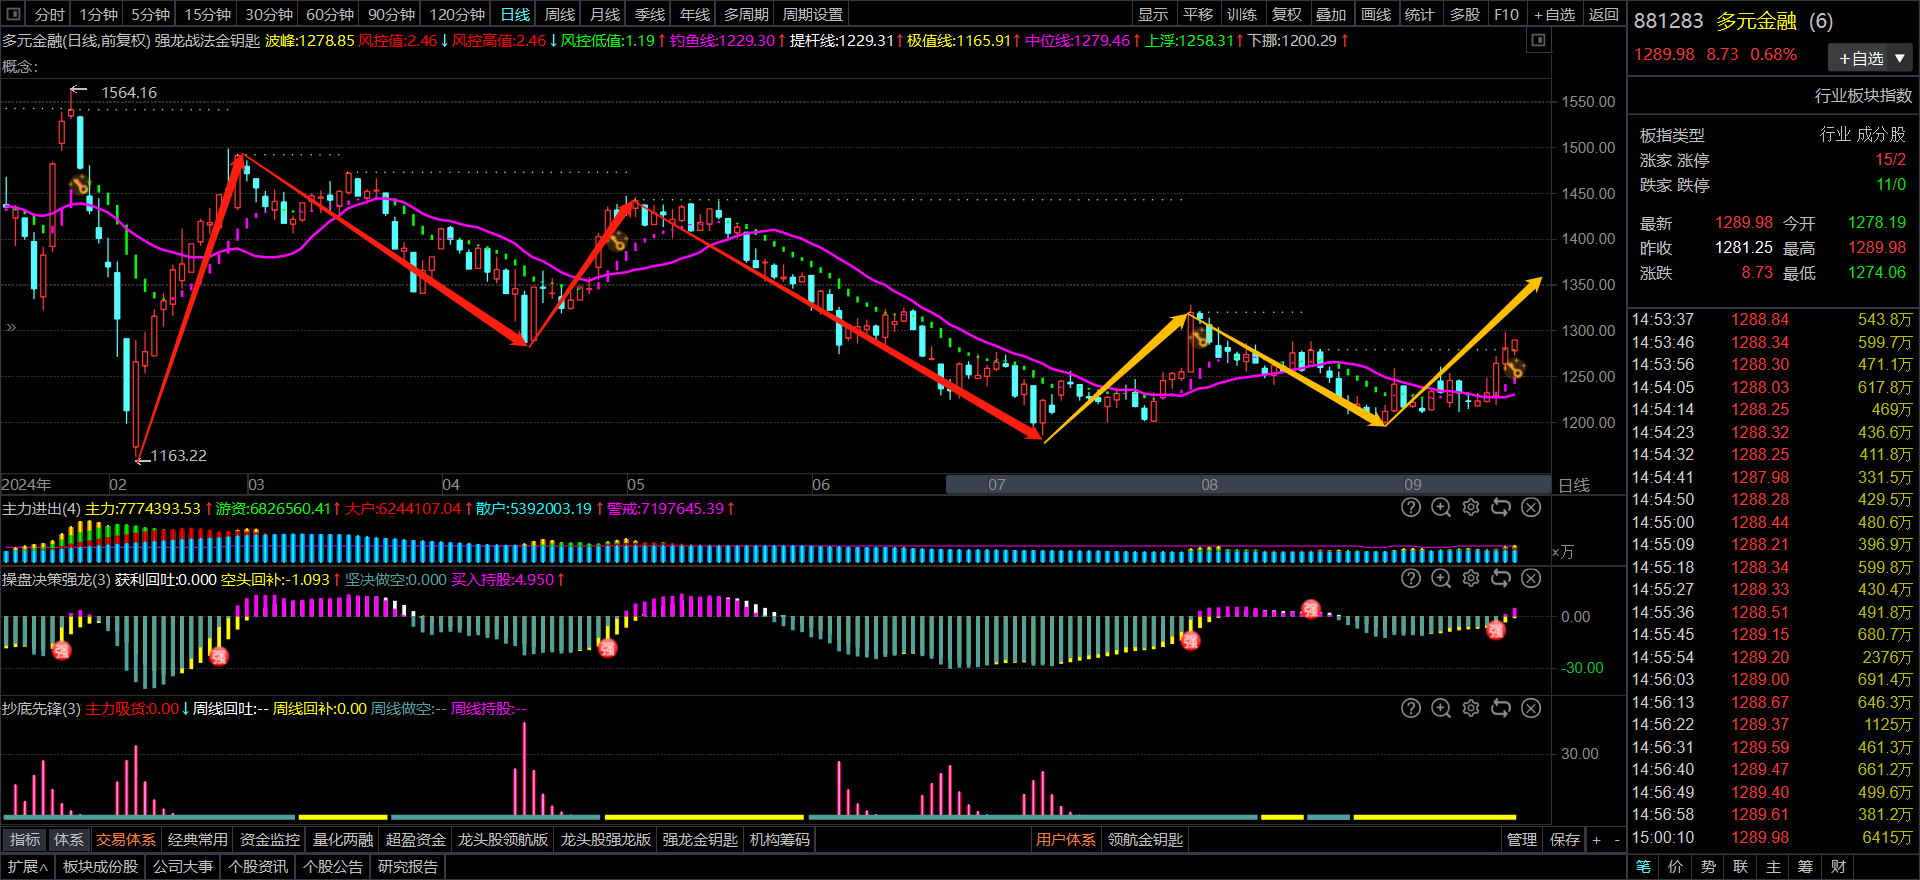 分时 1分钟 5分钟 15分钟 30分钟 60分钟 90分钟 120分钟 日线 周线 月线 季线 年线 多周期 周期设置 显示 平移 训练 复权 叠加 画线 统计 多股 F10 +自选 返回
多元金融(日线,前复权) 强龙战法金钥匙 波峰:1278.85 风控值:2.46↓ 风控高值:2.46↓ 风控低值:1.19↑ 钓鱼线:1229.30↑ 提杆线:1229.31↑ 极值线:1165.91↑ 中位线:1279.46↑ 上浮:1258.31↑ 下挪:1200.29↑
概念:
1564.16
1163.22
1550.00
1500.00
1450.00
1400.00
1350.00
1300.00
1250.00
1200.00
»
2024年 02 03 04 05 06 07 08 09 日线
主力进出(4) 主力:7774393.53↑ 游资:6826560.41↑ 大户:6244107.04↑ 散户:5392003.19↑ 警戒:7197645.39↑
×万
操盘决策强龙(3) 获利回吐:0.000 空头回补:-1.093↑ 坚决做空:0.000 买入持股:4.950↑
强 强 强 强 强 强
0.00
-30.00
抄底先锋(3) 主力吸货:0.00↓ 周线回吐:-- 周线回补:0.00 周线做空:-- 周线持股:--
30.00
指标 体系 交易体系 经典常用 资金监控 量化两融 超盈资金 龙头股领航版 龙头股强龙版 强龙金钥匙 机构筹码 用户体系 领航金钥匙 管理 保存 + -
扩展∧ 板块成份股 公司大事 个股资讯 个股公告 研究报告
881283 多元金融 (6)
1289.98 8.73 0.68% +自选 ▼
行业板块指数
板指类型 行业 成分股
涨家 涨停 15/2
跌家 跌停 11/0
最新 1289.98 今开 1278.19
昨收 1281.25 最高 1289.98
涨跌 8.73 最低 1274.06
14:53:37 1288.84 543.8万
14:53:46 1288.34 599.7万
14:53:56 1288.30 471.1万
14:54:05 1288.03 617.8万
14:54:14 1288.25 469万
14:54:23 1288.32 436.6万
14:54:32 1288.25 411.8万
14:54:41 1287.98 331.5万
14:54:50 1288.28 429.5万
14:55:00 1288.44 480.6万
14:55:09 1288.21 396.9万
14:55:18 1288.34 599.8万
14:55:27 1288.33 430.4万
14:55:36 1288.51 491.8万
14:55:45 1289.15 680.7万
14:55:54 1289.20 2376万
14:56:03 1289.00 691.4万
14:56:13 1288.67 646.3万
14:56:22 1289.37 1125万
14:56:31 1289.59 461.3万
14:56:40 1289.47 661.2万
14:56:49 1289.40 499.6万
14:56:58 1289.61 381.2万
15:00:10 1289.98 6415万
笔 价 势 联 主 筹 财